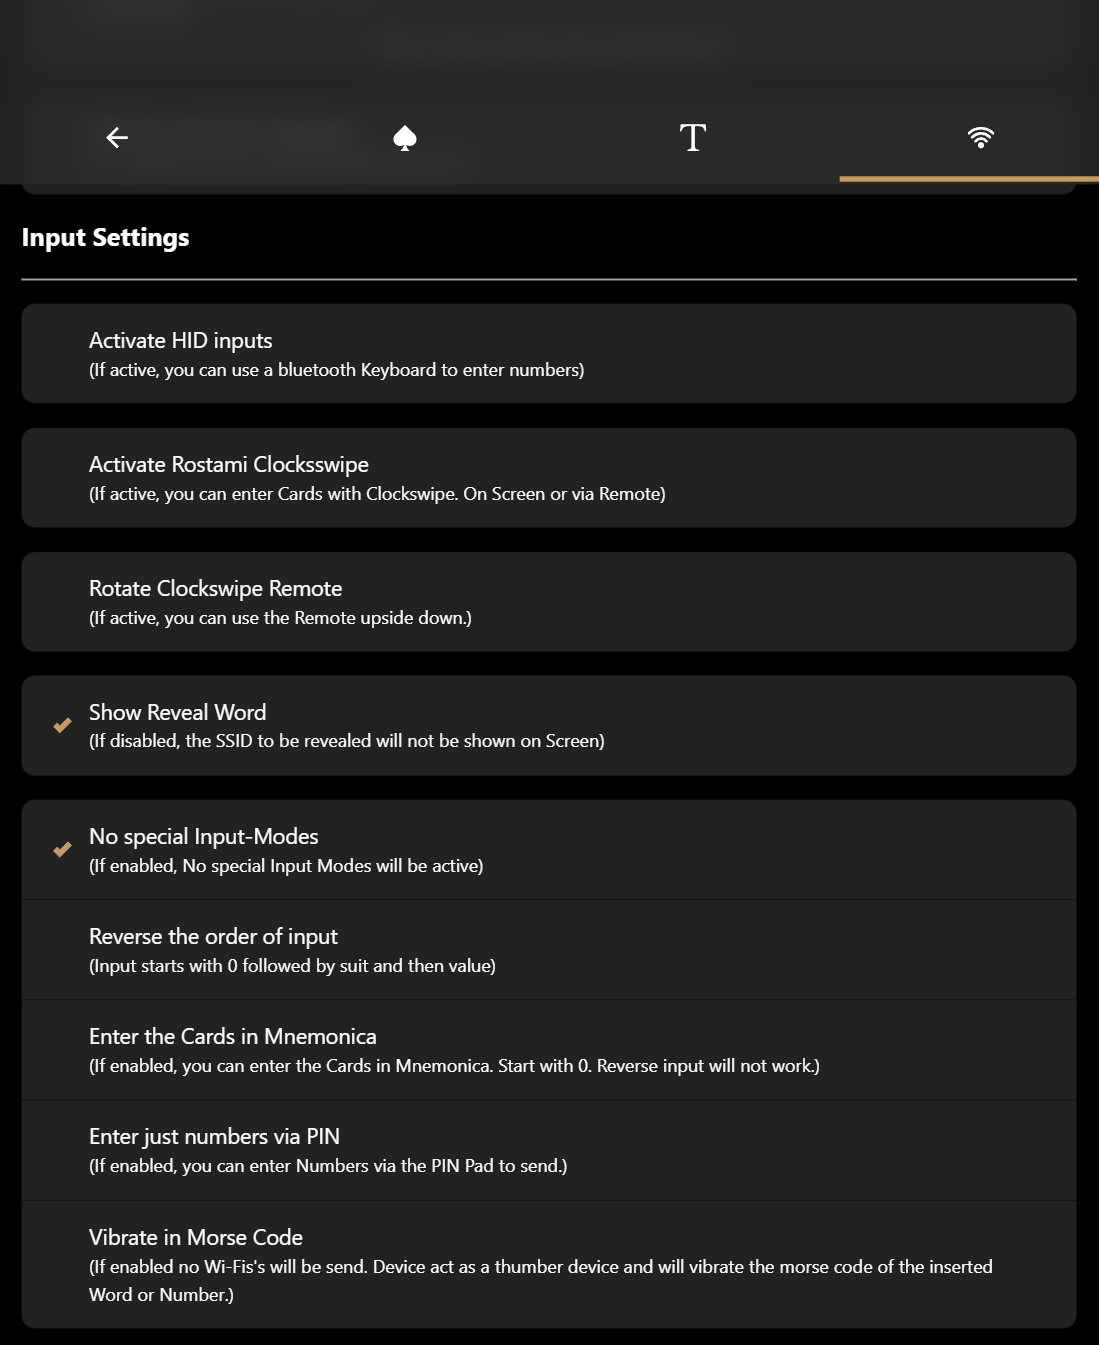 T
Input Settings
Activate HID inputs
(If active, you can use a bluetooth Keyboard to enter numbers)
Activate Rostami Clocksswipe
(If active, you can enter Cards with Clockswipe. On Screen or via Remote)
Rotate Clockswipe Remote
(If active, you can use the Remote upside down.)
Show Reveal Word
(If disabled, the SSID to be revealed will not be shown on Screen)
No special Input-Modes
(If enabled, No special Input Modes will be active)
Reverse the order of input
(Input starts with 0 followed by suit and then value)
Enter the Cards in Mnemonica
(If enabled, you can enter the Cards in Mnemonica. Start with 0. Reverse input will not work.)
Enter just numbers via PIN
(If enabled, you can enter Numbers via the PIN Pad to send.)
Vibrate in Morse Code
(If enabled no Wi-Fis's will be send. Device act as a thumber device and will vibrate the morse code of the inserted
Word or Number.)